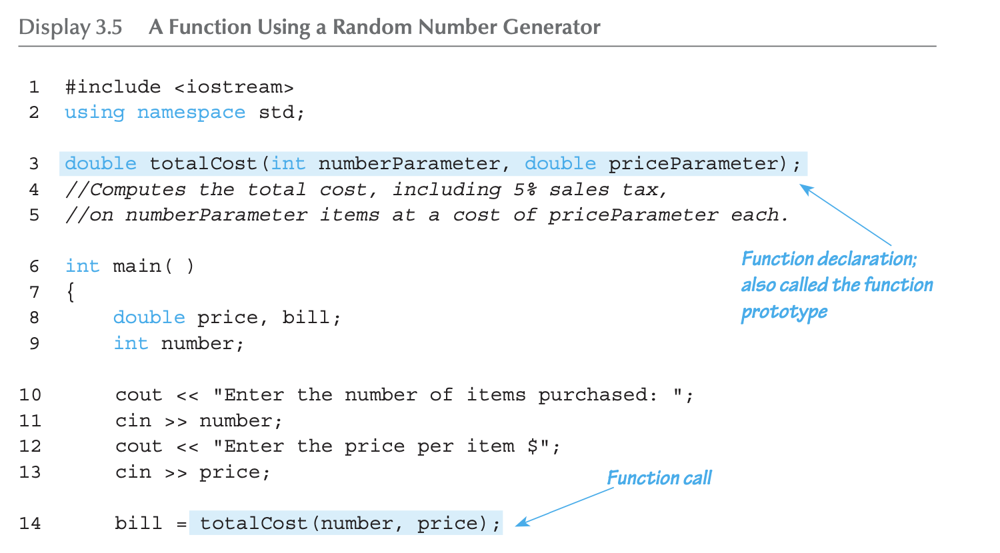 Display 3.5 A Function Using a Random Number Generator
1 #include <iostream>
2 using namespace std;
3 double totalCost(int numberParameter, double priceParameter);
4 //Computes the total cost, including 5% sales tax,
5 //on numberParameter items at a cost of priceParameter each.
Function declaration;
also called the function
prototype
6 int main( )
7 {
8 double price, bill;
9 int number;
10 cout << "Enter the number of items purchased: ";
11 cin >> number;
12 cout << "Enter the price per item $";
13 cin >> price;
Function call
14 bill = totalCost(number, price);